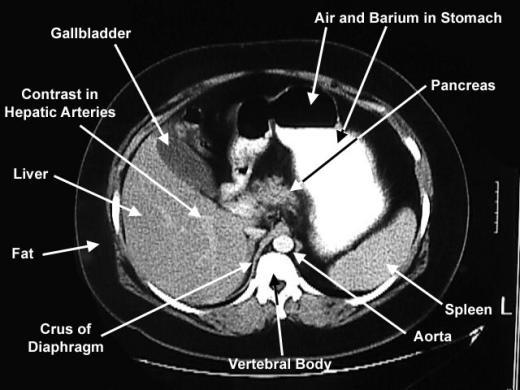 Air and Barium in Stomach
Gallbladder
Pancreas
Contrast in
Hepatic Arteries
Liver
Fat
L
Spleen
Crus of
Diaphragm
Aorta
Vertebral Body